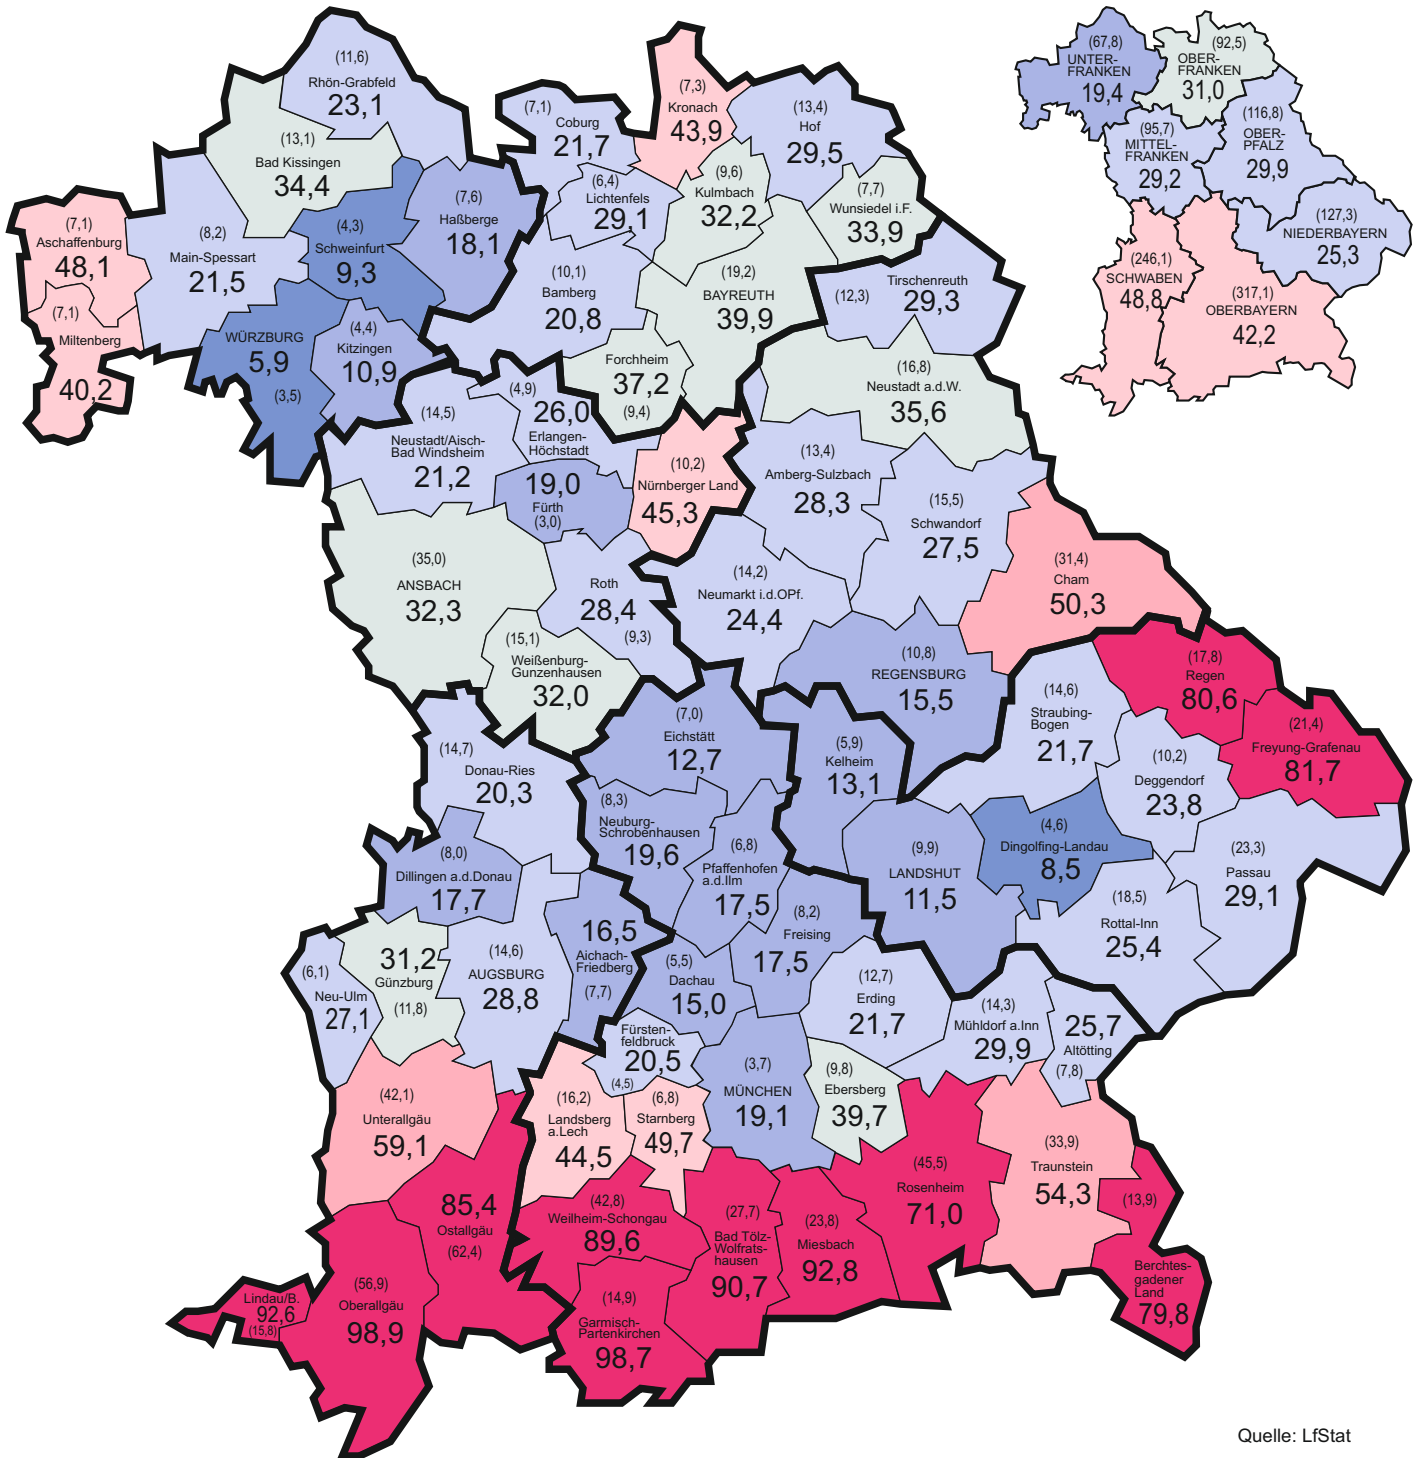 (11,6)
Rhön-Grabfeld
23,1
(13,1)
Bad Kissingen
34,4
(7,1)
Aschaffenburg
48,1
(7,1)
Miltenberg
40,2
(8,2)
Main-Spessart
21,5
(4,3)
Schweinfurt
9,3
(7,6)
Haßberge
18,1
WÜRZBURG
5,9
(3,5)
(4,4)
Kitzingen
10,9
(7,1)
Coburg
21,7
(7,3)
Kronach
43,9
(13,4)
Hof
29,5
(6,4)
Lichtenfels
29,1
(9,6)
Kulmbach
32,2
(7,7)
Wunsiedel i.F.
33,9
(10,1)
Bamberg
20,8
(19,2)
BAYREUTH
39,9
Forchheim
37,2
(9,4)
(12,3)
Tirschenreuth
29,3
(16,8)
Neustadt a.d.W.
35,6
(14,5)
Neustadt/Aisch-
Bad Windsheim
21,2
(4,9)
26,0
Erlangen-
Höchstadt
19,0
Fürth
(3,0)
(10,2)
Nürnberger Land
45,3
(13,4)
Amberg-Sulzbach
28,3
(15,5)
Schwandorf
27,5
(31,4)
Cham
50,3
(35,0)
ANSBACH
32,3
Roth
28,4
(9,3)
(15,1)
Weißenburg-
Gunzenhausen
32,0
(14,2)
Neumarkt i.d.OPf.
24,4
(10,8)
REGENSBURG
15,5
(17,8)
Regen
80,6
(21,4)
Freyung-Grafenau
81,7
(14,6)
Straubing-
Bogen
21,7
(10,2)
Deggendorf
23,8
(5,9)
Kelheim
13,1
(7,0)
Eichstätt
12,7
(14,7)
Donau-Ries
20,3
(8,3)
Neuburg-
Schrobenhausen
19,6
(6,8)
Pfaffenhofen
a.d.Ilm
17,5
(8,0)
Dillingen a.d.Donau
17,7
(9,9)
LANDSHUT
11,5
(4,6)
Dingolfing-Landau
8,5
(23,3)
Passau
29,1
(18,5)
Rottal-Inn
25,4
(6,1)
Neu-Ulm
27,1
31,2
Günzburg
(11,8)
(14,6)
AUGSBURG
28,8
16,5
Aichach-
Friedberg
(7,7)
(5,5)
Dachau
15,0
(8,2)
Freising
17,5
(12,7)
Erding
21,7
(14,3)
Mühldorf a.Inn
29,9
25,7
Altötting
(7,8)
Fürsten-
feldbruck
20,5
(4,5)
(3,7)
MÜNCHEN
19,1
(9,8)
Ebersberg
39,7
(42,1)
Unterallgäu
59,1
(16,2)
Landsberg
a.Lech
44,5
(6,8)
Starnberg
49,7
(45,5)
Rosenheim
71,0
(33,9)
Traunstein
54,3
(13,9)
Berchtes-
gadener
Land
79,8
85,4
Ostallgäu
(62,4)
(42,8)
Weilheim-Schongau
89,6
(27,7)
Bad Tölz-
Wolfrats-
hausen
90,7
(23,8)
Miesbach
92,8
(14,9)
Garmisch-
Partenkirchen
98,7
(56,9)
Oberallgäu
98,9
Lindau/B.
92,6
(15,8)
(67,8)
UNTER-
FRANKEN
19,4
(92,5)
OBER-
FRANKEN
31,0
(95,7)
MITTEL-
FRANKEN
29,2
(116,8)
OBER-
PFALZ
29,9
(127,3)
NIEDERBAYERN
25,3
(246,1)
SCHWABEN
48,8
(317,1)
OBERBAYERN
42,2
Quelle: LfStat